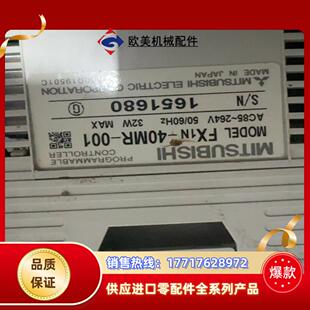 欧美机械配件
MITSUBISHI
PROGRAMMABLE
CONTROLLER
MODEL FX1N-40MR-001
AC85~264V 50/60Hz 32W MAX
S/N 1651680
MITSUBISHI ELECTRIC CORPORATION
MADE IN JAPAN
品质
保证
销售热线：17717628972
供应进口零配件全系列产品
爆款